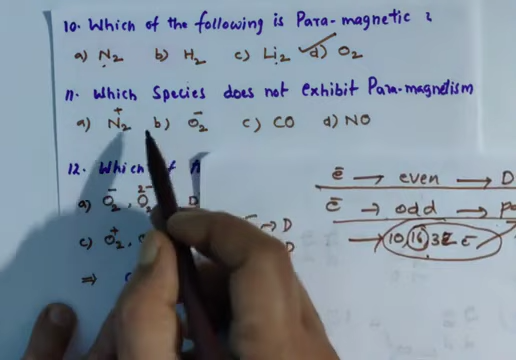 10. Which of the following is Para-magnetic ?
a) N₂ b) H₂ c) Li₂ d) O₂
11. Which Species does not exhibit Para-magnetism
a) N₂⁺ b) O₂⁻ c) CO d) NO
12. Which of
a) O₂⁻, O₂²⁻
c) O₂⁺,
⇒
ē → even → D
ē → odd →
→ D
D
→ 10, 16